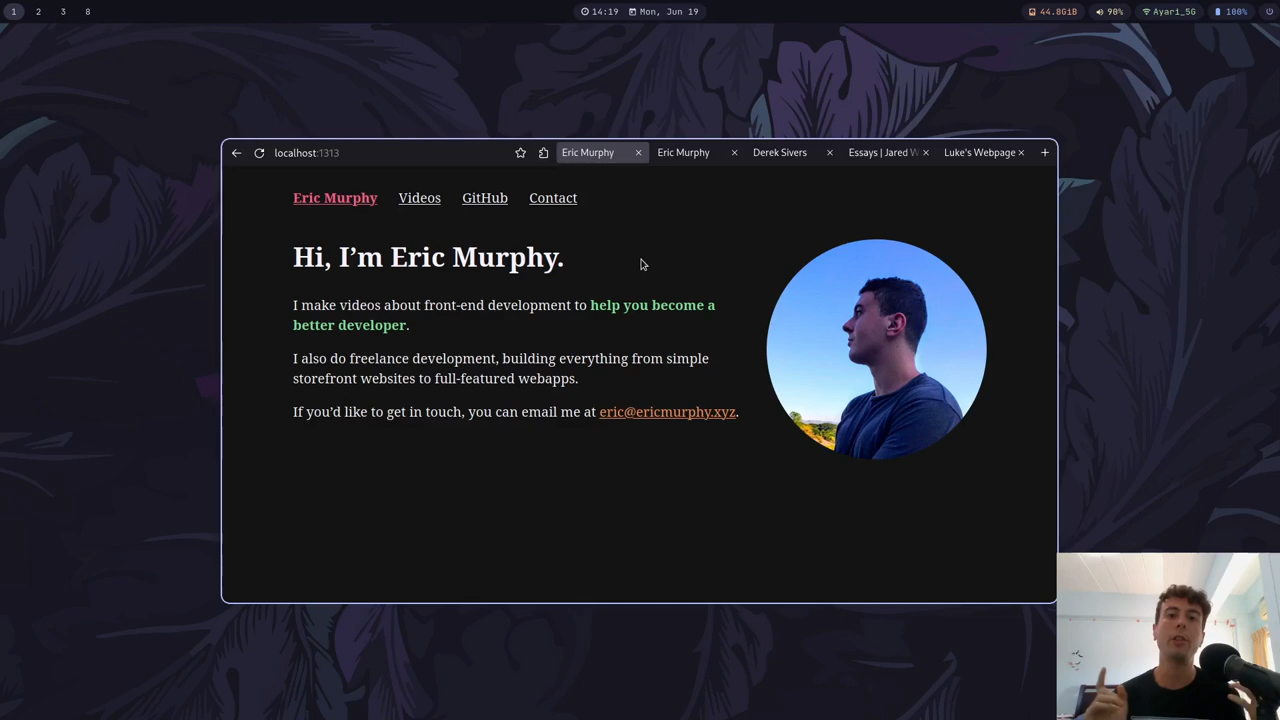 1 2 3 8 14:19 Mon, Jun 19 44.8GiB 90% Ayari_5G 100%
localhost:1313 Eric Murphy Eric Murphy Derek Sivers Essays | Jared W Luke's Webpage
Eric Murphy Videos GitHub Contact
Hi, I’m Eric Murphy.
I make videos about front-end development to help you become a
better developer.
I also do freelance development, building everything from simple
storefront websites to full-featured webapps.
If you’d like to get in touch, you can email me at eric@ericmurphy.xyz.